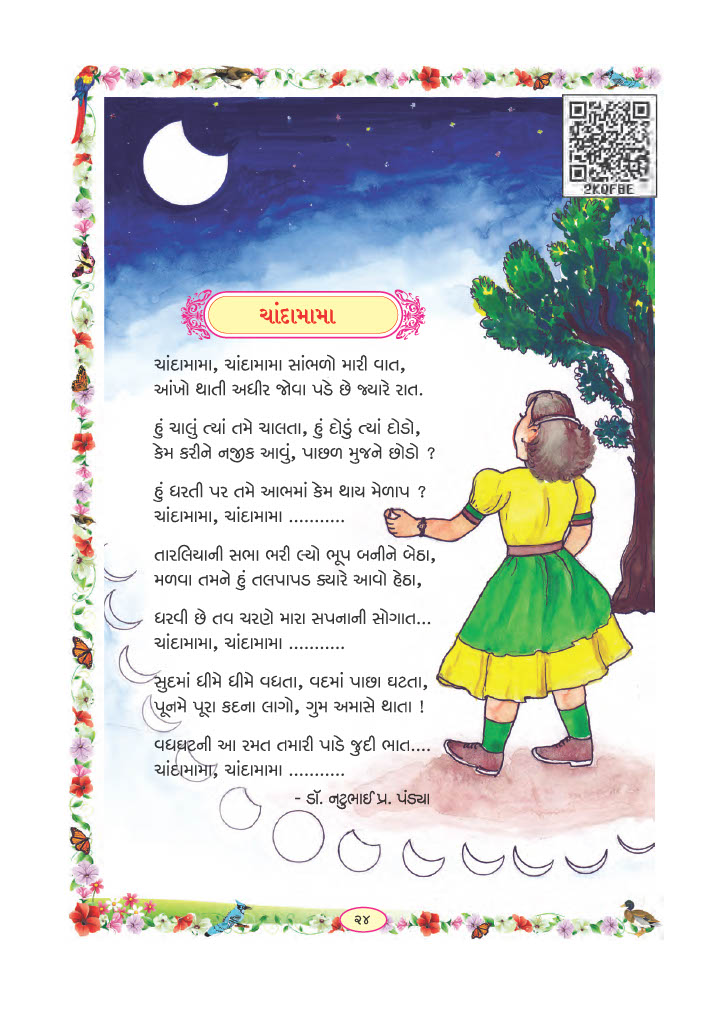 2KQFBE
ચાંદામામા
ચાંદામામા, ચાંદામામા સાંભળો મારી વાત,
આંખો થાતી અધીર જોવા પડે છે જ્યારે રાત.
હું ચાલું ત્યાં તમે ચાલતા, હું દોડું ત્યાં દોડો,
કેમ કરીને નજીક આવું, પાછળ મુજને છોડો ?
હું ધરતી પર તમે આભમાં કેમ થાય મેળાપ ?
ચાંદામામા, ચાંદામામા ...........
તારલિયાની સભા ભરી લ્યો ભૂપ બનીને બેઠા,
મળવા તમને હું તલપાપડ ક્યારે આવો હેઠા,
ધરવી છે તવ ચરણે મારા સપનાની સોગાત...
ચાંદામામા, ચાંદામામા ...........
સુદમાં ધીમે ધીમે વધતા, વદમાં પાછા ઘટતા,
પૂનમે પૂરા કદના લાગો, ગુમ અમાસે થાતા !
વધઘટની આ રમત તમારી પાડે જુદી ભાત....
ચાંદામામા, ચાંદામામા ...........
- ડૉ. નટુભાઈ પ્ર. પંડ્યા
૨૪